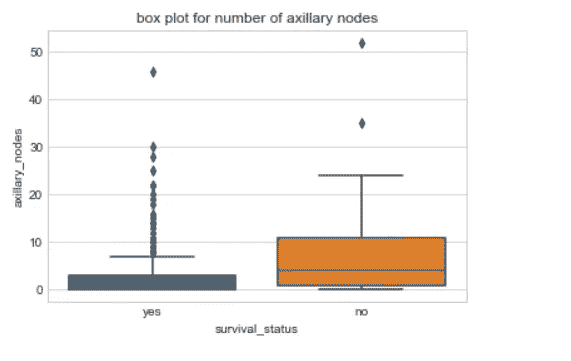 box plot for number of axillary nodes
50
40
30
20
10
0
axillary_nodes
yes
no
survival_status